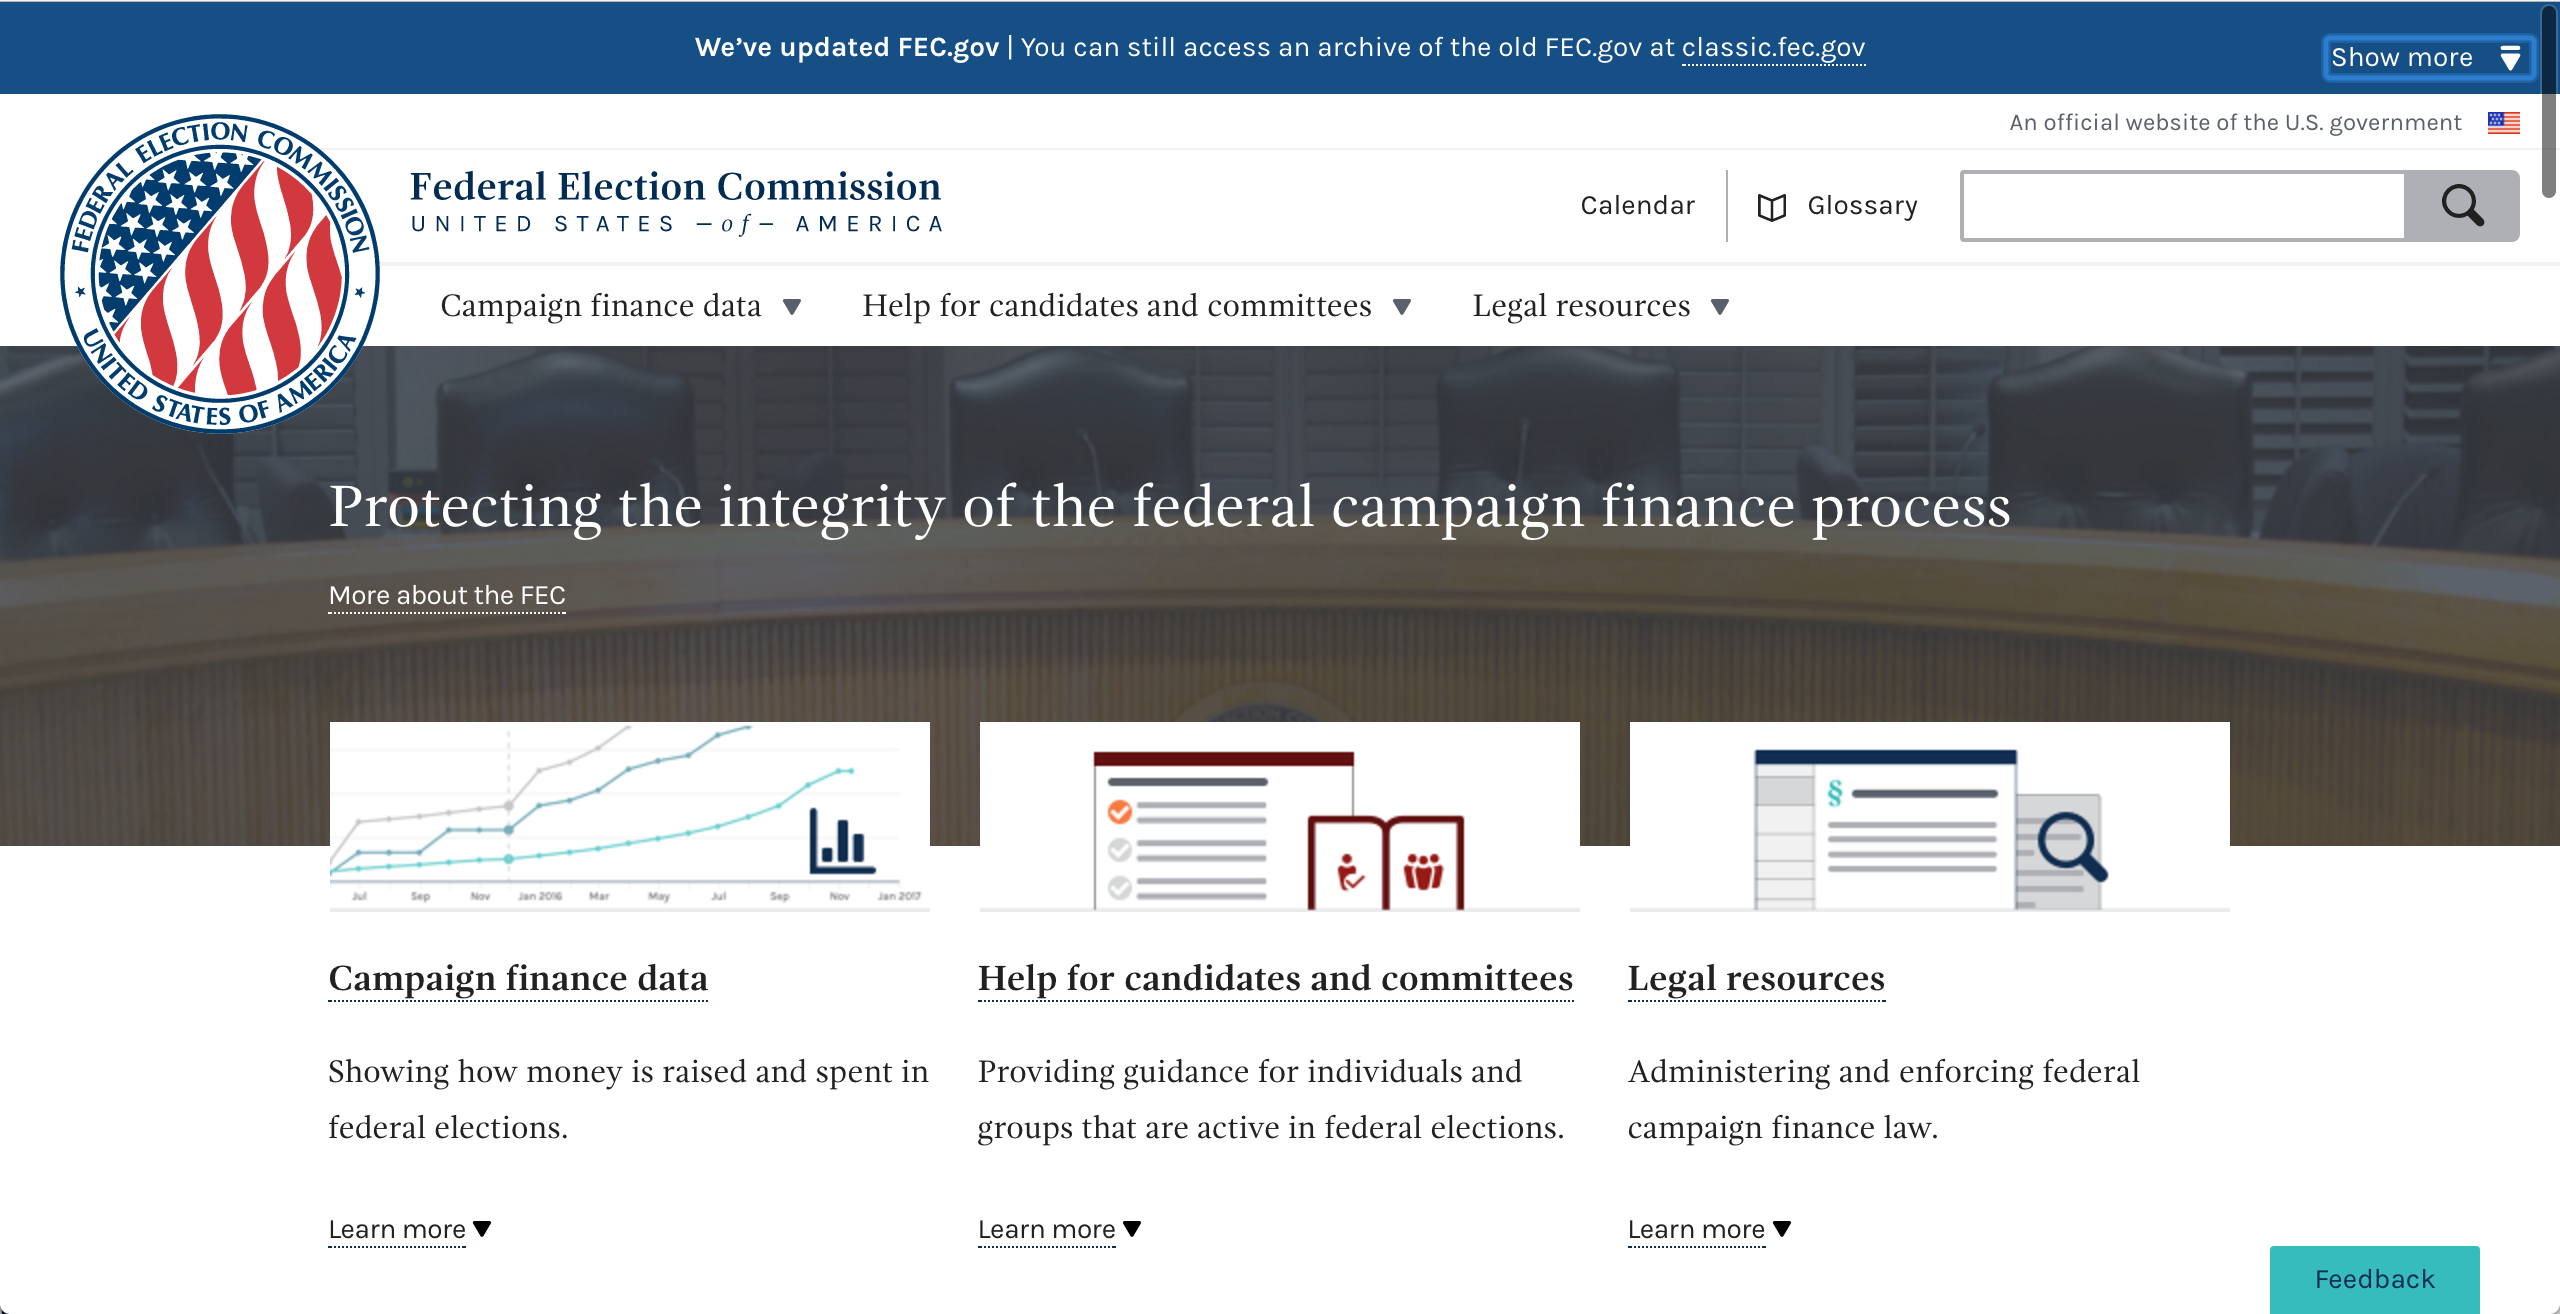 We've updated FEC.gov | You can still access an archive of the old FEC.gov at classic.fec.gov
Show more
An official website of the U.S. government
FEDERAL ELECTION COMMISSION
UNITED STATES OF AMERICA
Federal Election Commission
UNITED STATES – of – AMERICA
Calendar
Glossary
Campaign finance data
Help for candidates and committees
Legal resources
Protecting the integrity of the federal campaign finance process
More about the FEC
Jul Sep Nov Jan 2016 Mar May Jul Sep Nov Jan 2017
§
Campaign finance data
Showing how money is raised and spent in
federal elections.
Learn more
Help for candidates and committees
Providing guidance for individuals and
groups that are active in federal elections.
Learn more
Legal resources
Administering and enforcing federal
campaign finance law.
Learn more
Feedback